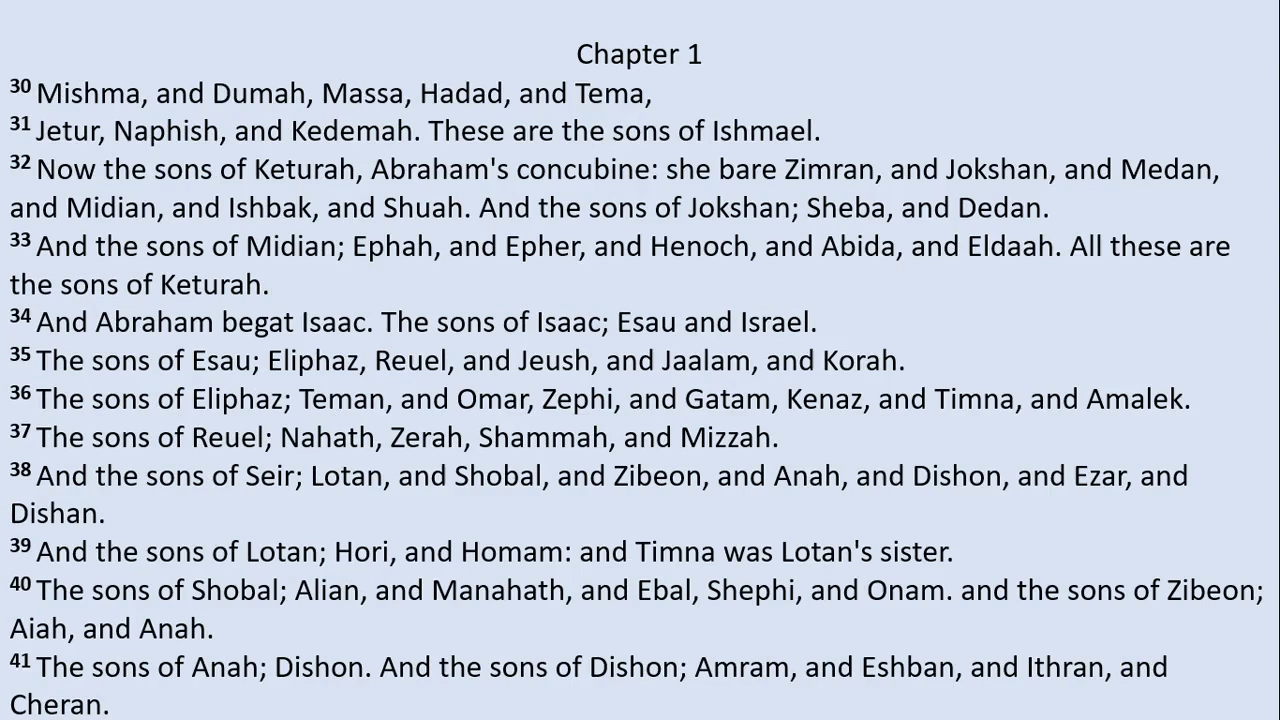 Chapter 1
30 Mishma, and Dumah, Massa, Hadad, and Tema,
31 Jetur, Naphish, and Kedemah. These are the sons of Ishmael.
32 Now the sons of Keturah, Abraham's concubine: she bare Zimran, and Jokshan, and Medan,
and Midian, and Ishbak, and Shuah. And the sons of Jokshan; Sheba, and Dedan.
33 And the sons of Midian; Ephah, and Epher, and Henoch, and Abida, and Eldaah. All these are
the sons of Keturah.
34 And Abraham begat Isaac. The sons of Isaac; Esau and Israel.
35 The sons of Esau; Eliphaz, Reuel, and Jeush, and Jaalam, and Korah.
36 The sons of Eliphaz; Teman, and Omar, Zephi, and Gatam, Kenaz, and Timna, and Amalek.
37 The sons of Reuel; Nahath, Zerah, Shammah, and Mizzah.
38 And the sons of Seir; Lotan, and Shobal, and Zibeon, and Anah, and Dishon, and Ezar, and
Dishan.
39 And the sons of Lotan; Hori, and Homam: and Timna was Lotan's sister.
40 The sons of Shobal; Alian, and Manahath, and Ebal, Shephi, and Onam. and the sons of Zibeon;
Aiah, and Anah.
41 The sons of Anah; Dishon. And the sons of Dishon; Amram, and Eshban, and Ithran, and
Cheran.